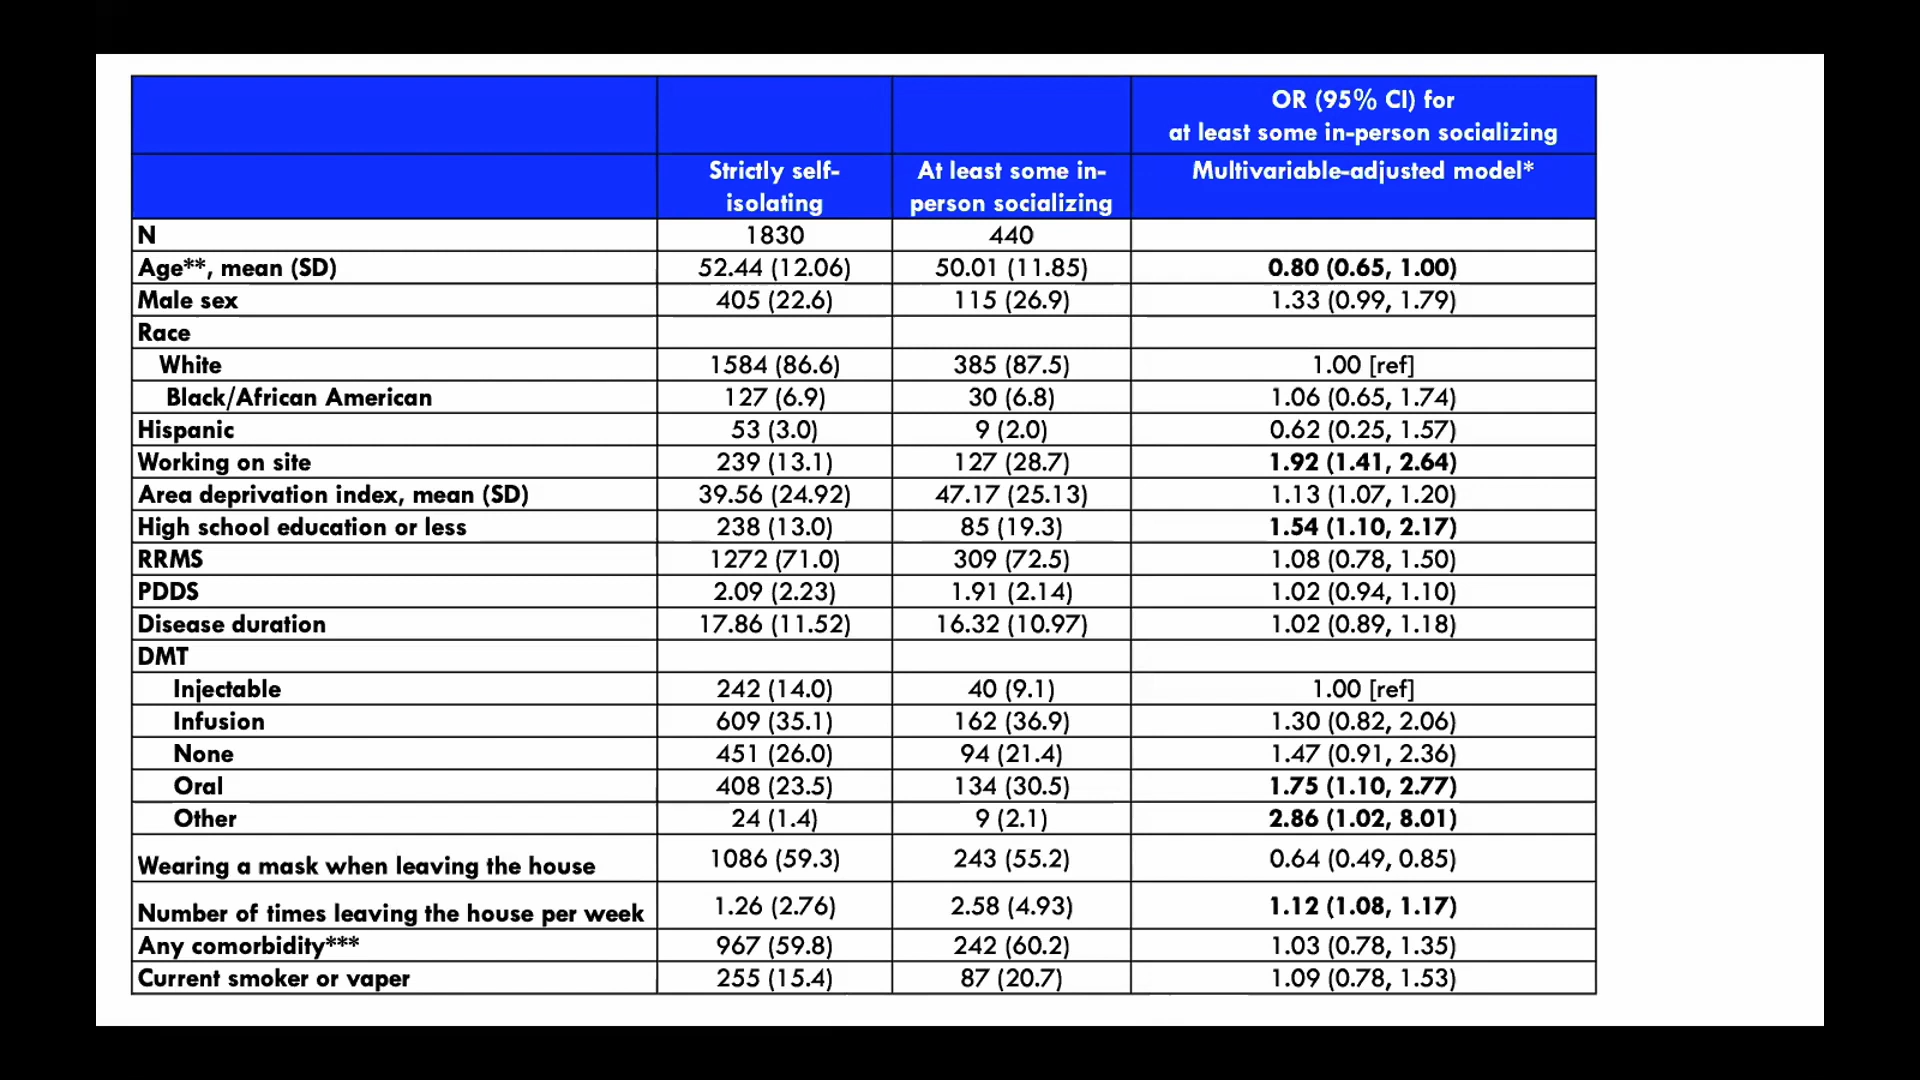 OR (95% CI) for
at least some in-person socializing
Strictly self-
isolating
At least some in-
person socializing
Multivariable-adjusted model*
N 1830 440
Age**, mean (SD) 52.44 (12.06) 50.01 (11.85) 0.80 (0.65, 1.00)
Male sex 405 (22.6) 115 (26.9) 1.33 (0.99, 1.79)
Race
White 1584 (86.6) 385 (87.5) 1.00 [ref]
Black/African American 127 (6.9) 30 (6.8) 1.06 (0.65, 1.74)
Hispanic 53 (3.0) 9 (2.0) 0.62 (0.25, 1.57)
Working on site 239 (13.1) 127 (28.7) 1.92 (1.41, 2.64)
Area deprivation index, mean (SD) 39.56 (24.92) 47.17 (25.13) 1.13 (1.07, 1.20)
High school education or less 238 (13.0) 85 (19.3) 1.54 (1.10, 2.17)
RRMS 1272 (71.0) 309 (72.5) 1.08 (0.78, 1.50)
PDDS 2.09 (2.23) 1.91 (2.14) 1.02 (0.94, 1.10)
Disease duration 17.86 (11.52) 16.32 (10.97) 1.02 (0.89, 1.18)
DMT
Injectable 242 (14.0) 40 (9.1) 1.00 [ref]
Infusion 609 (35.1) 162 (36.9) 1.30 (0.82, 2.06)
None 451 (26.0) 94 (21.4) 1.47 (0.91, 2.36)
Oral 408 (23.5) 134 (30.5) 1.75 (1.10, 2.77)
Other 24 (1.4) 9 (2.1) 2.86 (1.02, 8.01)
Wearing a mask when leaving the house 1086 (59.3) 243 (55.2) 0.64 (0.49, 0.85)
Number of times leaving the house per week 1.26 (2.76) 2.58 (4.93) 1.12 (1.08, 1.17)
Any comorbidity*** 967 (59.8) 242 (60.2) 1.03 (0.78, 1.35)
Current smoker or vaper 255 (15.4) 87 (20.7) 1.09 (0.78, 1.53)